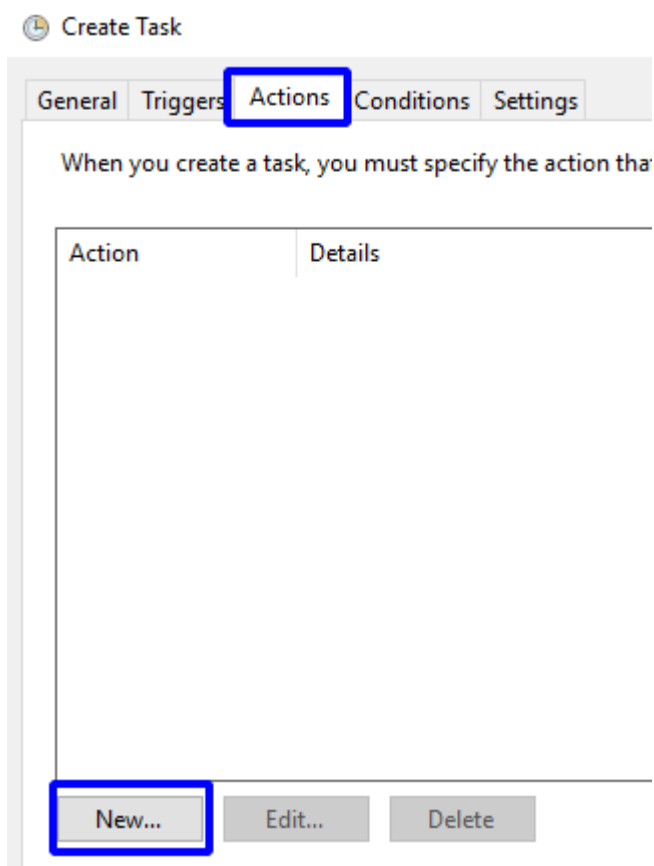 Create Task
General Triggers Actions Conditions Settings
When you create a task, you must specify the action that
Action Details
New... Edit... Delete